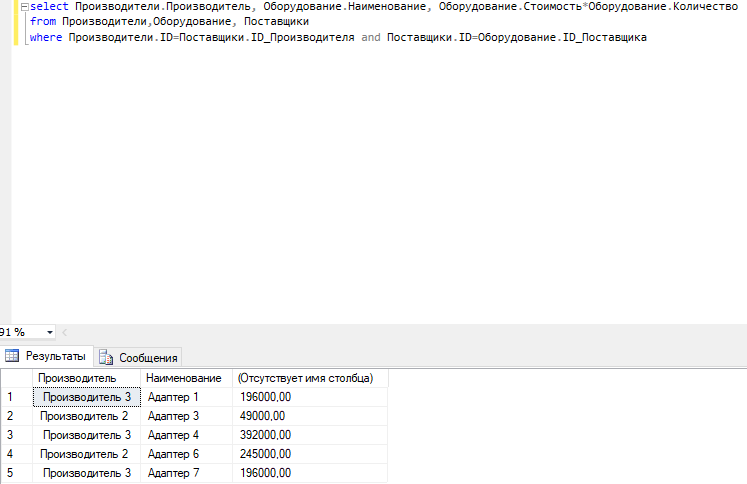 select Производители.Производитель, Оборудование.Наименование, Оборудование.Стоимость*Оборудование.Количество
from Производители,Оборудование, Поставщики
where Производители.ID=Поставщики.ID_Производителя and Поставщики.ID=Оборудование.ID_Поставщика
91 %
Результаты Сообщения
Производитель Наименование (Отсутствует имя столбца)
1 Производитель 3 Адаптер 1 196000,00
2 Производитель 2 Адаптер 3 49000,00
3 Производитель 3 Адаптер 4 392000,00
4 Производитель 2 Адаптер 6 245000,00
5 Производитель 3 Адаптер 7 196000,00